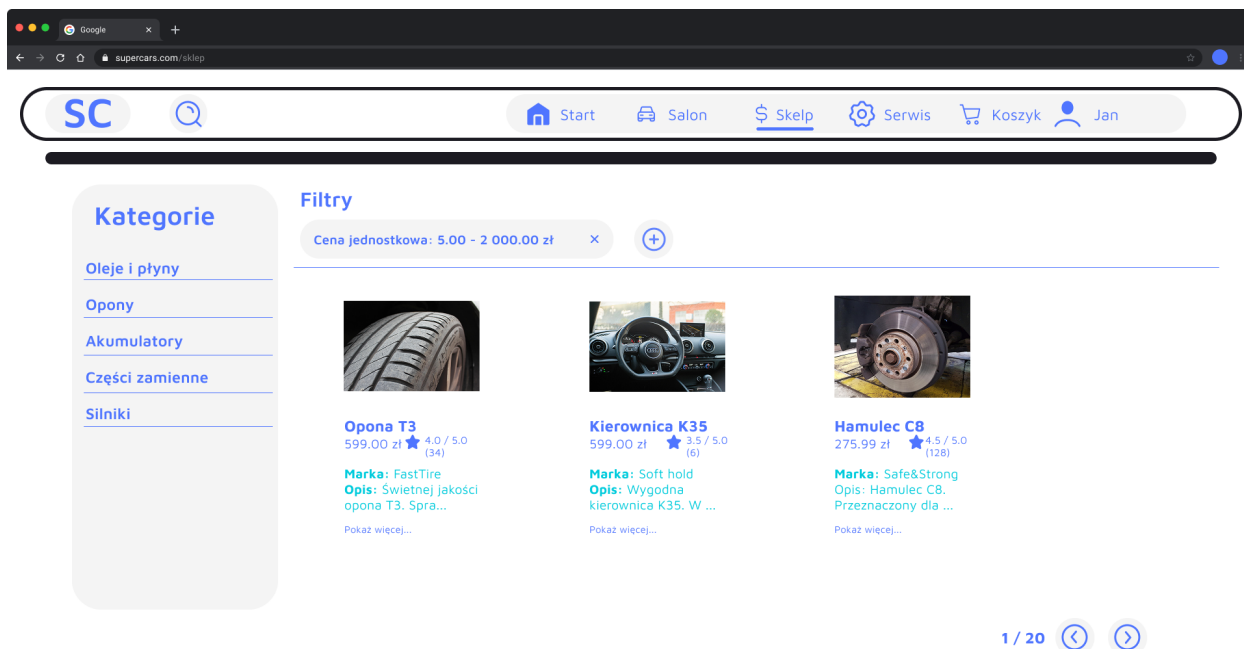 Google
supercars.com/sklep
SC
Start
Salon
$ Skelp
Serwis
Koszyk
Jan
Kategorie
Oleje i płyny
Opony
Akumulatory
Części zamienne
Silniki
Filtry
Cena jednostkowa: 5.00 - 2 000.00 zł
Opona T3
599.00 zł 4.0 / 5.0
(34)
Marka: FastTire
Opis: Świetnej jakości
opona T3. Spra...
Pokaż więcej...
Kierownica K35
599.00 zł 3.5 / 5.0
(6)
Marka: Soft hold
Opis: Wygodna
kierownica K35. W ...
Pokaż więcej...
Hamulec C8
275.99 zł 4.5 / 5.0
(128)
Marka: Safe&Strong
Opis: Hamulec C8.
Przeznaczony dla ...
Pokaż więcej...
1 / 20